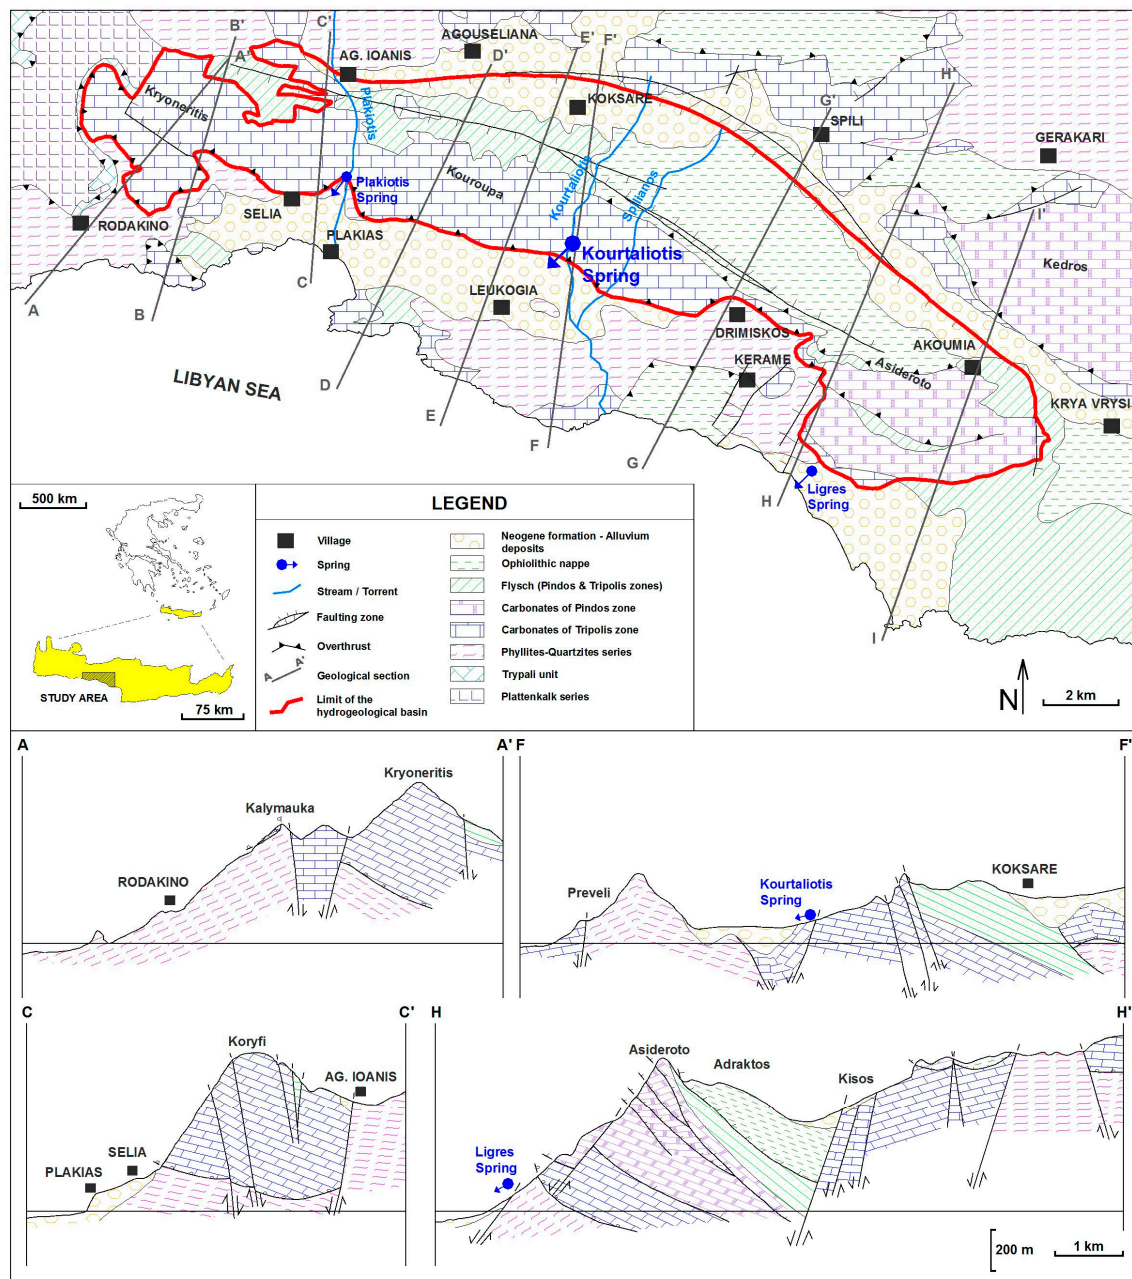 B'
C'
A'
AG. IOANIS
AGOUSELIANA
D'
E'
F'
KOKSARE
H'
G'
SPILI
GERAKARI
Kryoneritis
Plakiotis
Kouroupa
Kourtaliotis
Spilianos
I'
Kedros
Plakiotis
Spring
SELIA
RODAKINO
PLAKIAS
Kourtaliotis
Spring
LEUKOGIA
A
B
C
D
E
F
G
H
I
LIBYAN SEA
DRIMISKOS
KERAME
AKOUMIA
Asideroto
KRYA VRYSI
Ligres
Spring
500 km
STUDY AREA
75 km
LEGEND
Village
Spring
Stream / Torrent
Faulting zone
Overthrust
A A'
Geological section
Limit of the
hydrogeological basin
Neogene formation - Alluvium
deposits
Ophiolithic nappe
Flysch (Pindos & Tripolis zones)
Carbonates of Pindos zone
Carbonates of Tripolis zone
Phyllites-Quartzites series
Trypali unit
Plattenkalk series
N
2 km
A
A'
Kryoneritis
Kalymauka
RODAKINO
F
F'
Preveli
Kourtaliotis
Spring
KOKSARE
C
C'
Koryfi
AG. IOANIS
SELIA
PLAKIAS
H
H'
Asideroto
Adraktos
Kisos
Ligres
Spring
200 m
1 km